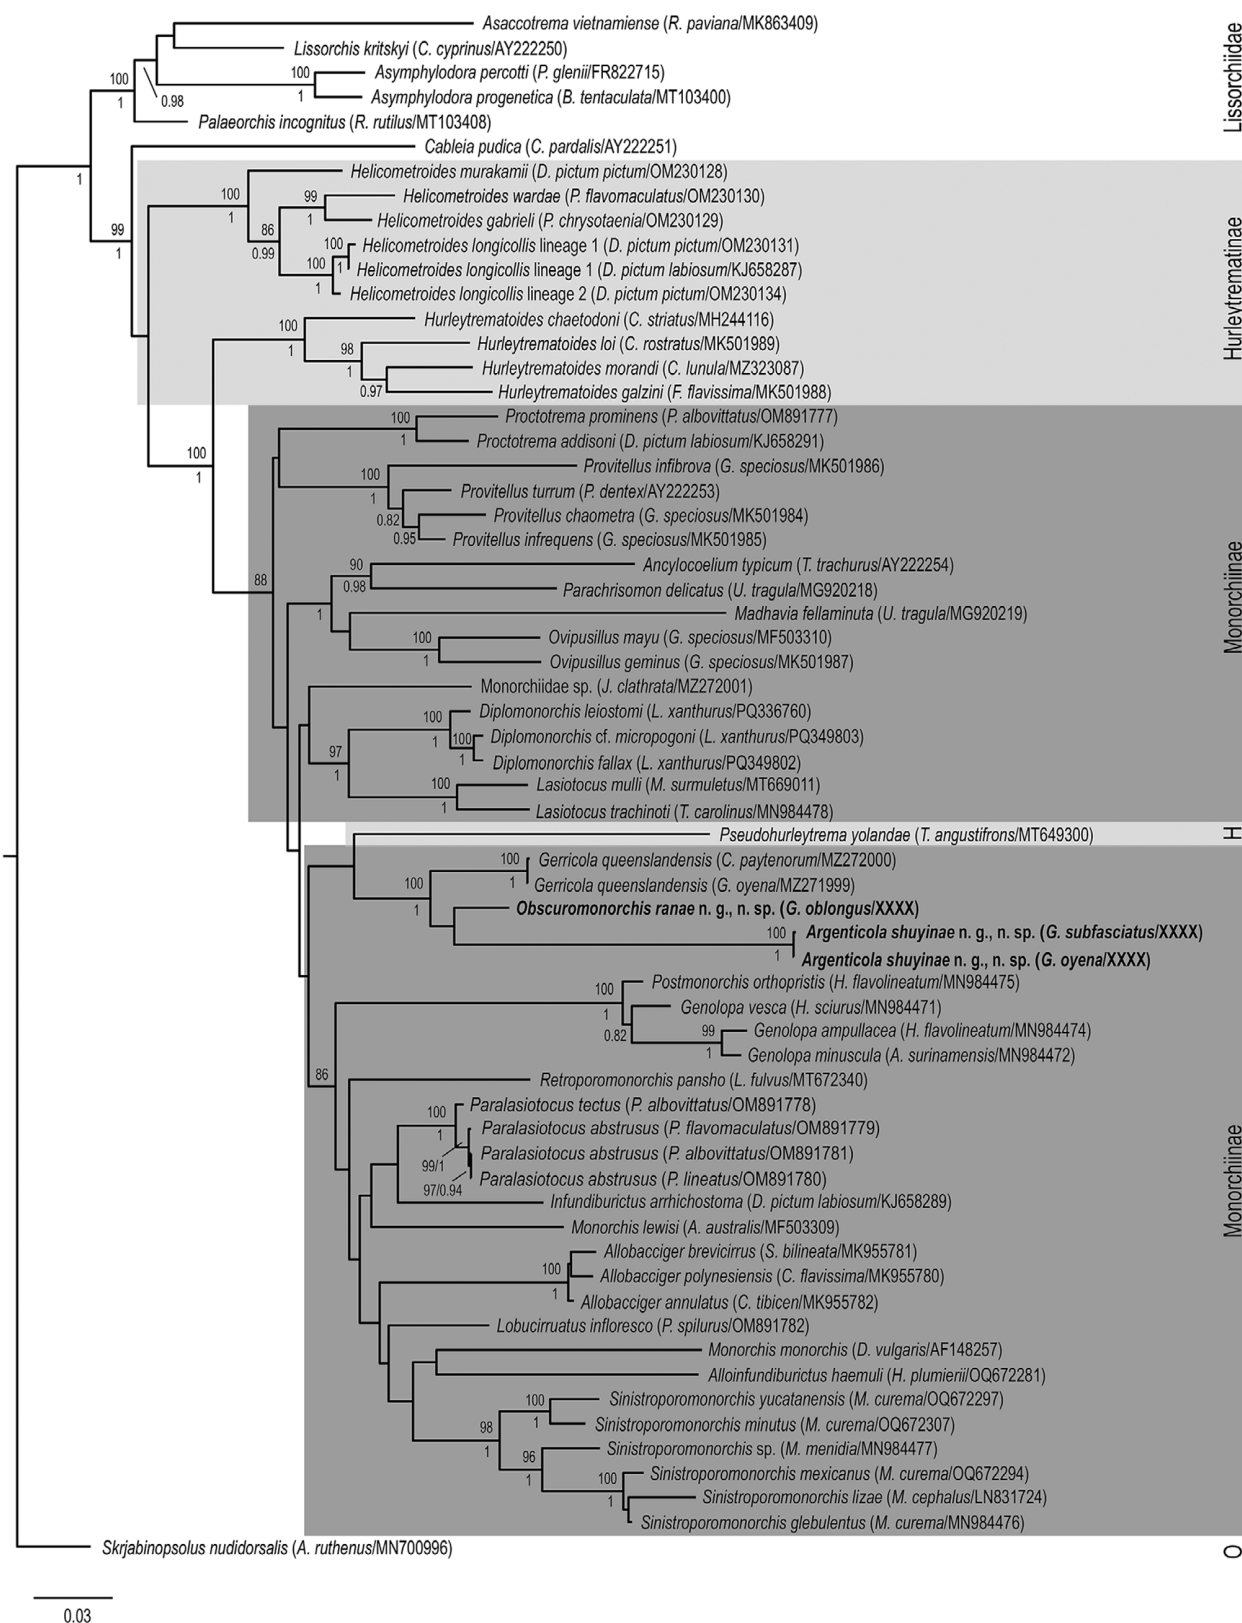 Asaccotrema vietnamiense (R. paviana/MK863409)
Lissorchis kritskyi (C. cyprinus/AY222250)
100
Asymphylodora percotti (P. glenii/FR822715)
100
1
0.98
1
Asymphylodora progenetica (B. tentaculata/MT103400)
Palaeorchis incognitus (R. rutilus/MT103408)
Lissorchiidae
Cableia pudica (C. pardalis/AY222251)
1
Helicometroides murakamii (D. pictum pictum/OM230128)
100
1
99
1
Helicometroides wardae (P. flavomaculatus/OM230130)
Helicometroides gabrieli (P. chrysotaenia/OM230129)
99
1
86
0.99
100
1
Helicometroides longicollis lineage 1 (D. pictum pictum/OM230131)
100
1
Helicometroides longicollis lineage 1 (D. pictum labiosum/KJ658287)
Helicometroides longicollis lineage 2 (D. pictum pictum/OM230134)
Hurleytrematinae
100
1
Hurleytrematoides chaetodoni (C. striatus/MH244116)
98
1
Hurleytrematoides loi (C. rostratus/MK501989)
Hurleytrematoides morandi (C. lunula/MZ323087)
0.97
Hurleytrematoides galzini (F. flavissima/MK501988)
100
1
100
1
Proctotrema prominens (P. albovittatus/OM891777)
Proctotrema addisoni (D. pictum labiosum/KJ658291)
100
1
Provitellus infibrova (G. speciosus/MK501986)
Provitellus turrum (P. dentex/AY222253)
0.82
Provitellus chaometra (G. speciosus/MK501984)
0.95
Provitellus infrequens (G. speciosus/MK501985)
88
90
0.98
Ancylocoelium typicum (T. trachurus/AY222254)
Parachrisomon delicatus (U. tragula/MG920218)
1
Madhavia fellaminuta (U. tragula/MG920219)
100
1
Ovipusillus mayu (G. speciosus/MF503310)
Ovipusillus geminus (G. speciosus/MK501987)
Monorchiinae
Monorchiidae sp. (J. clathrata/MZ272001)
100
1
Diplomonorchis leiostomi (L. xanthurus/PQ336760)
100
1
Diplomonorchis cf. micropogoni (L. xanthurus/PQ349803)
97
1
Diplomonorchis fallax (L. xanthurus/PQ349802)
100
1
Lasiotocus mulli (M. surmuletus/MT669011)
Lasiotocus trachinoti (T. carolinus/MN984478)
Pseudohurleytrema yolandae (T. angustifrons/MT649300)
H
100
1
Gerricola queenslandensis (C. paytenorum/MZ272000)
100
1
Gerricola queenslandensis (G. oyena/MZ271999)
Obscuromonorchis ranae n. g., n. sp. (G. oblongus/XXXX)
100
1
Argenticola shuyinae n. g., n. sp. (G. subfasciatus/XXXX)
Argenticola shuyinae n. g., n. sp. (G. oyena/XXXX)
100
1
Postmonorchis orthopristis (H. flavolineatum/MN984475)
Genolopa vesca (H. sciurus/MN984471)
0.82
99
1
Genolopa ampullacea (H. flavolineatum/MN984474)
Genolopa minuscula (A. surinamensis/MN984472)
86
Retroporomonorchis pansho (L. fulvus/MT672340)
100
1
Paralasiotocus tectus (P. albovittatus/OM891778)
Paralasiotocus abstrusus (P. flavomaculatus/OM891779)
99/1
Paralasiotocus abstrusus (P. albovittatus/OM891781)
97/0.94
Paralasiotocus abstrusus (P. lineatus/OM891780)
Infundiburictus arrhichostoma (D. pictum labiosum/KJ658289)
Monorchis lewisi (A. australis/MF503309)
Monorchiinae
100
1
Allobacciger brevicirrus (S. bilineata/MK955781)
Allobacciger polynesiensis (C. flavissima/MK955780)
Allobacciger annulatus (C. tibicen/MK955782)
Lobucirruatus infloresco (P. spilurus/OM891782)
Monorchis monorchis (D. vulgaris/AF148257)
Alloinfundiburictus haemuli (H. plumierii/OQ672281)
100
1
Sinistroporomonorchis yucatanensis (M. curema/OQ672297)
98
1
Sinistroporomonorchis minutus (M. curema/OQ672307)
96
1
Sinistroporomonorchis sp. (M. menidia/MN984477)
100
1
Sinistroporomonorchis mexicanus (M. curema/OQ672294)
Sinistroporomonorchis lizae (M. cephalus/LN831724)
Sinistroporomonorchis glebulentus (M. curema/MN984476)
Skrjabinopsolus nudidorsalis (A. ruthenus/MN700996)
O
0.03